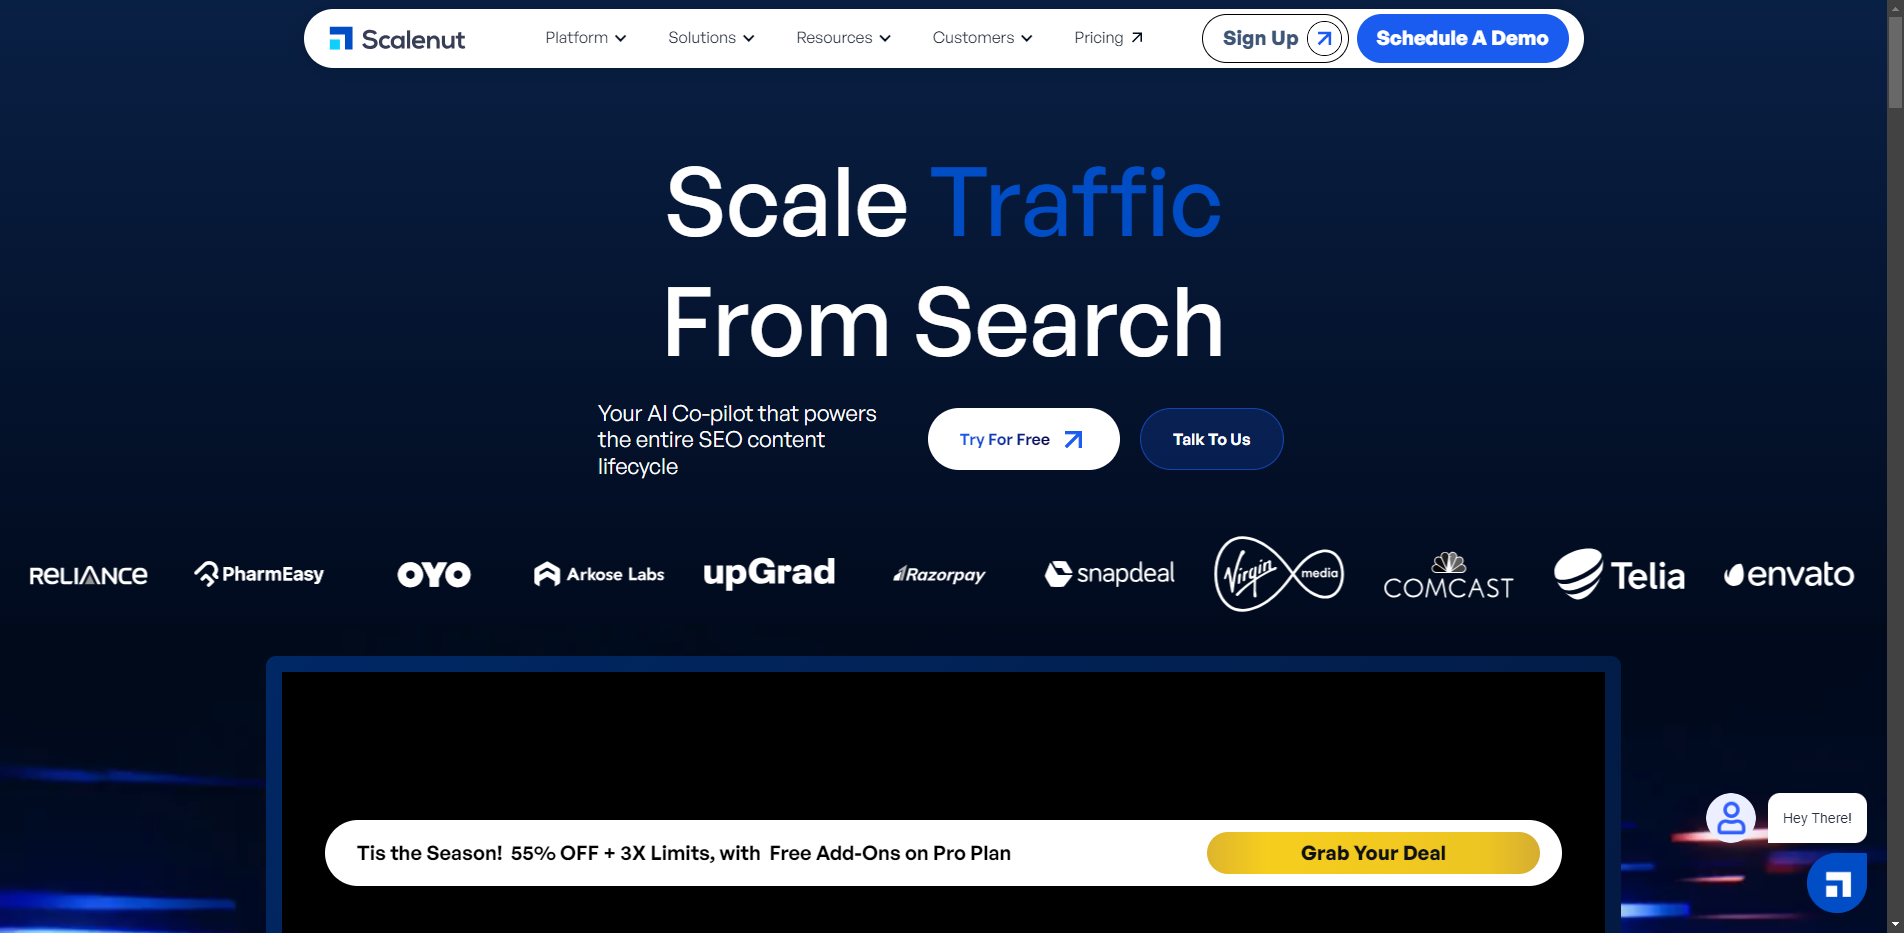 Scalenut
Platform
Solutions
Resources
Customers
Pricing
Sign Up
Schedule A Demo
Scale Traffic
From Search
Your AI Co-pilot that powers
the entire SEO content
lifecycle
Try For Free
Talk To Us
RELIANCE
PharmEasy
OYO
Arkose Labs
upGrad
Razorpay
snapdeal
Virgin media
COMCAST
Telia
envato
Tis the Season! 55% OFF + 3X Limits, with Free Add-Ons on Pro Plan
Grab Your Deal
Hey There!